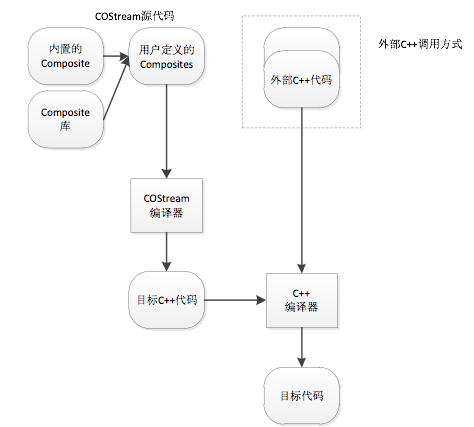 COStream源代码
外部C++调用方式
内置的
Composite
用户定义的
Composites
外部C++代码
Composite
库
COStream
编译器
目标C++代码
C++
编译器
目标代码